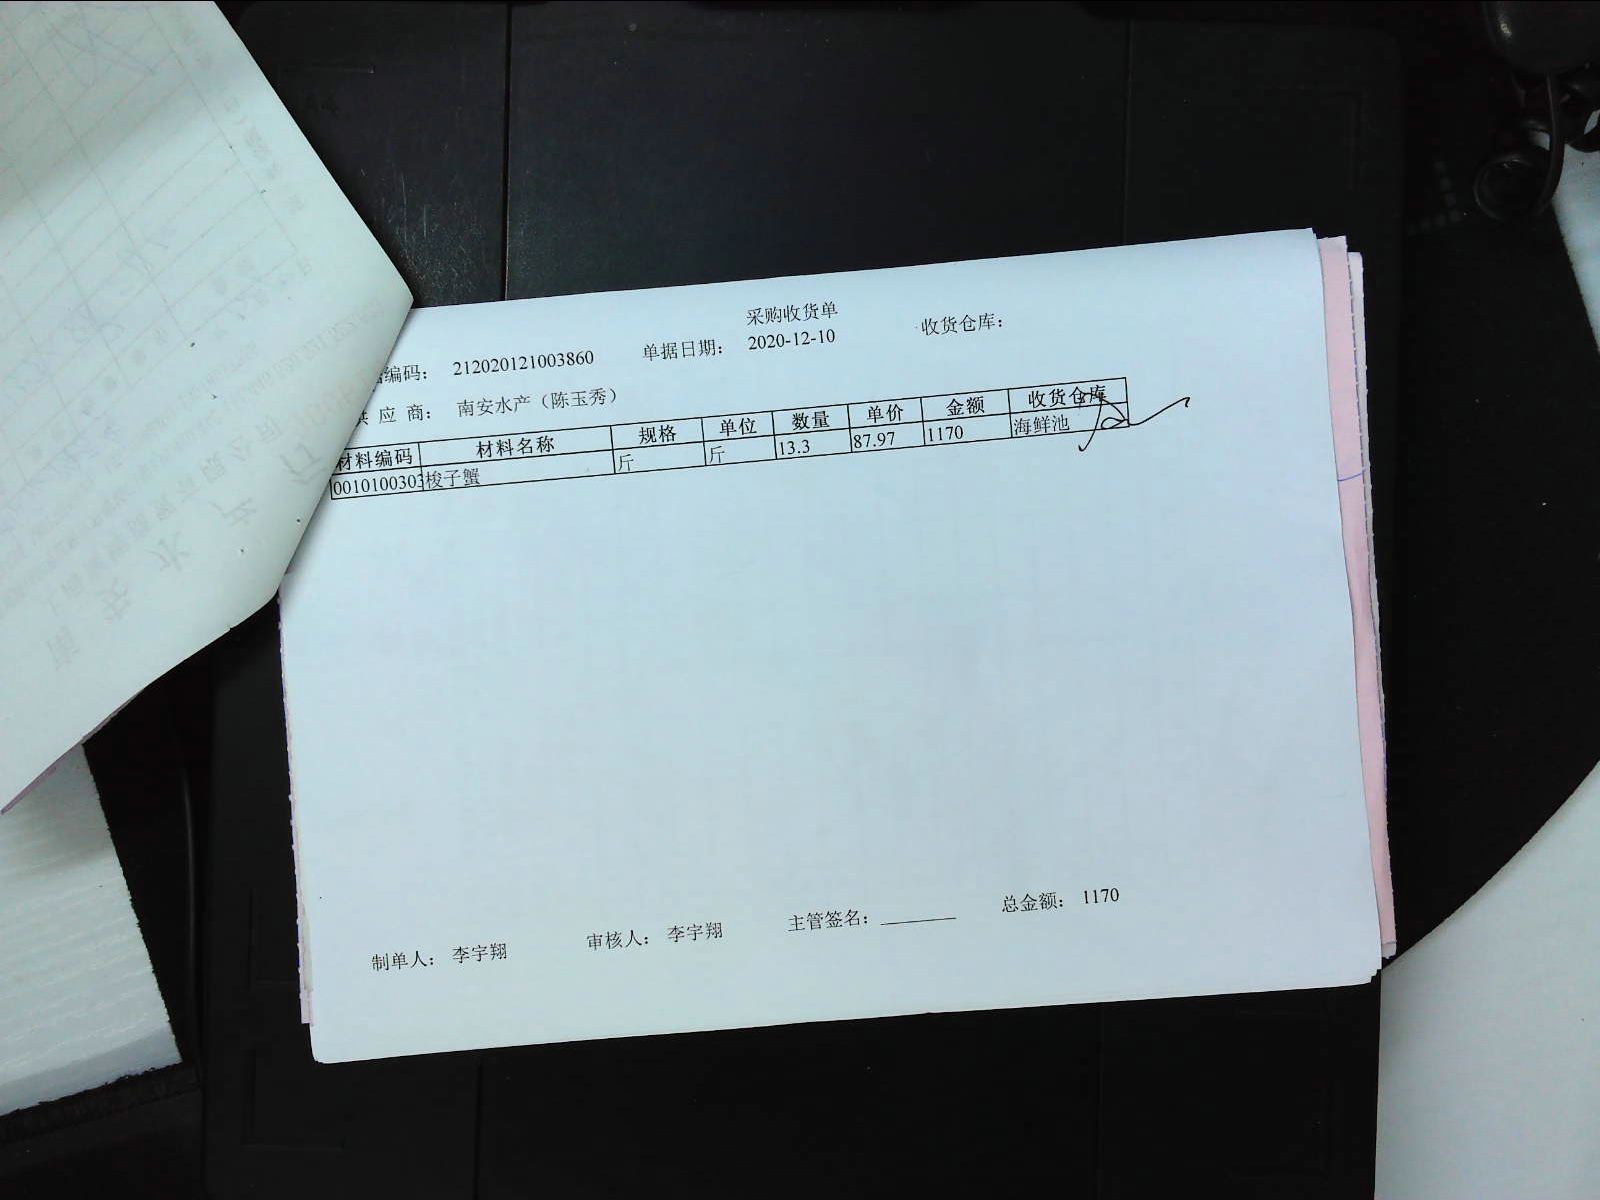 采购收货单
编码： 212020121003860 单据日期： 2020-12-10 收货仓库：
供 应 商： 南安水产（陈玉秀）
材料编码 材料名称 规格 单位 数量 单价 金额 收货仓库
0010100303 梭子蟹 斤 斤 13.3 87.97 1170 海鲜池
制单人： 李宇翔 审核人： 李宇翔 主管签名： 总金额： 1170